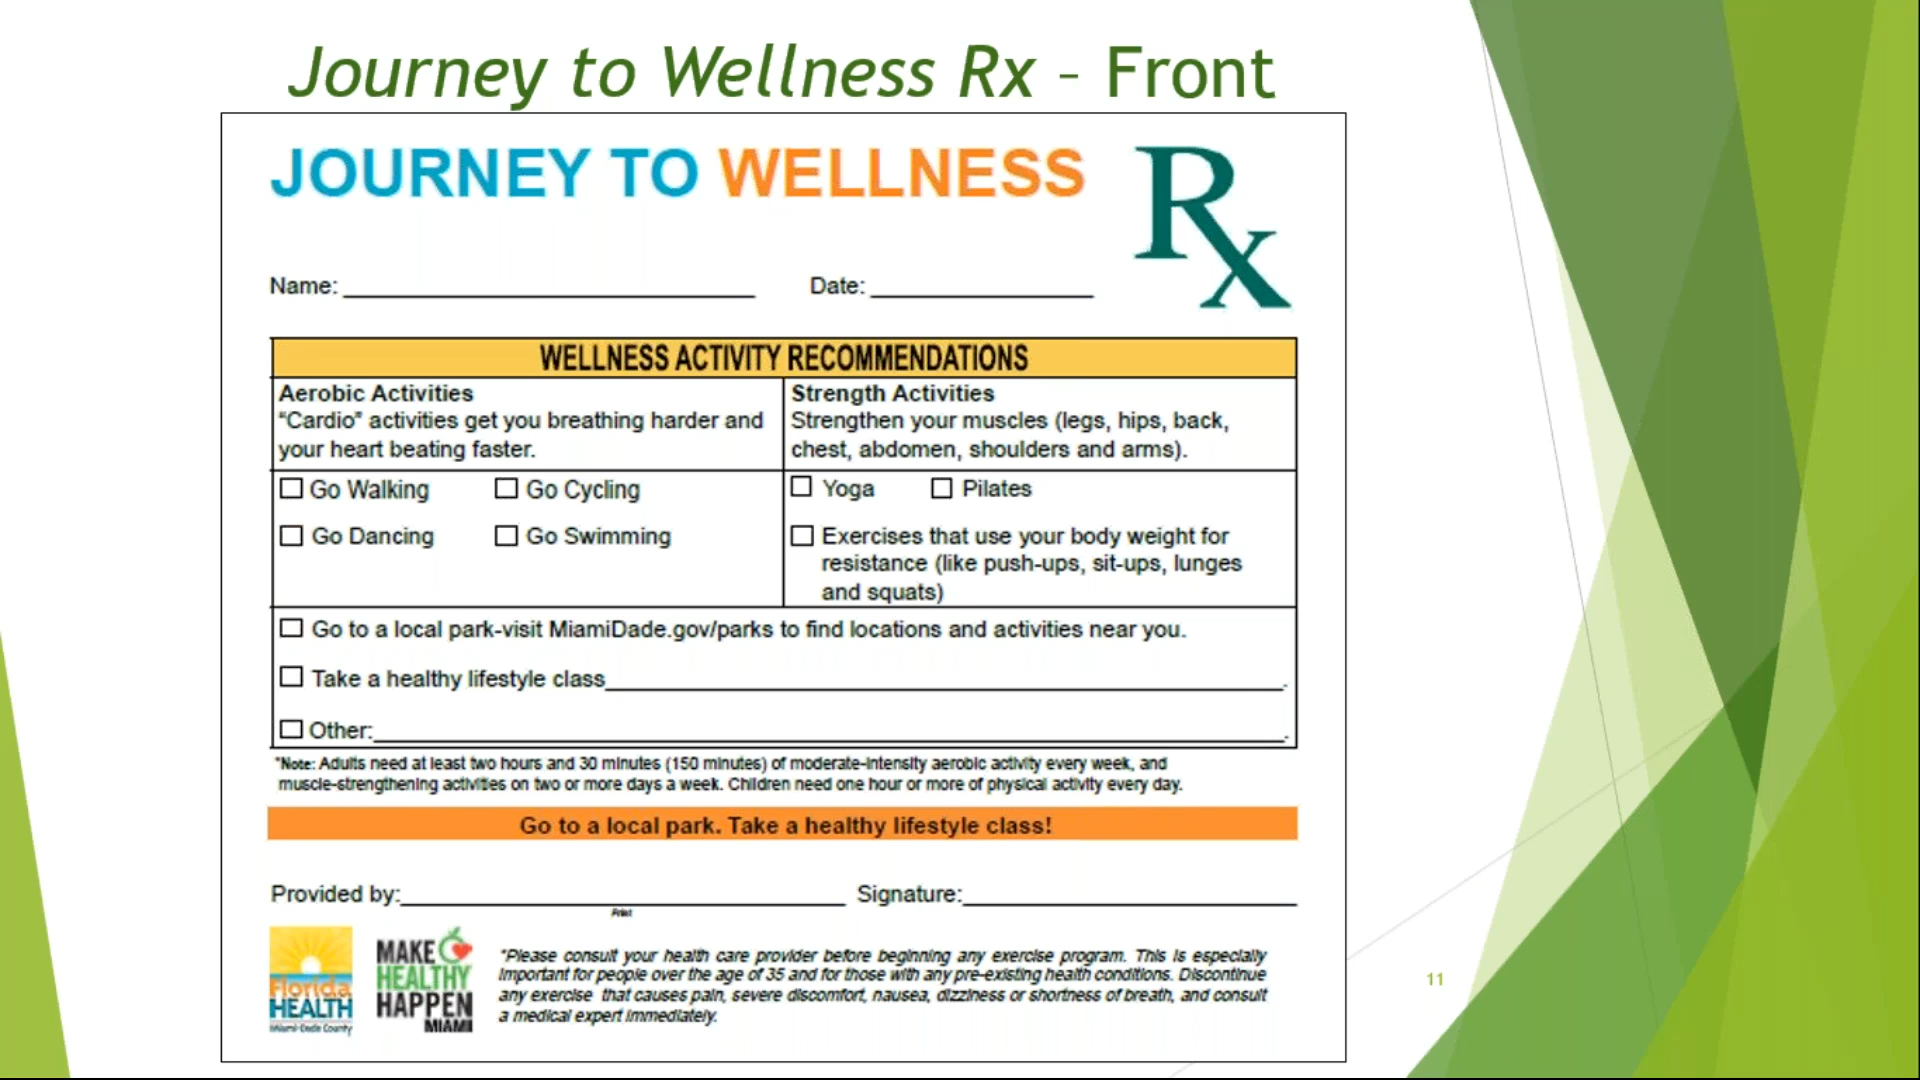 Journey to Wellness Rx – Front
JOURNEY TO WELLNESS Rx
Name: Date:
WELLNESS ACTIVITY RECOMMENDATIONS
Aerobic Activities
"Cardio" activities get you breathing harder and
your heart beating faster.
Strength Activities
Strengthen your muscles (legs, hips, back,
chest, abdomen, shoulders and arms).
Go Walking Go Cycling
Go Dancing Go Swimming
Yoga Pilates
Exercises that use your body weight for
resistance (like push-ups, sit-ups, lunges
and squats)
Go to a local park-visit MiamiDade.gov/parks to find locations and activities near you.
Take a healthy lifestyle class.
Other:.
*Note: Adults need at least two hours and 30 minutes (150 minutes) of moderate-intensity aerobic activity every week, and
muscle-strengthening activities on two or more days a week. Children need one hour or more of physical activity every day.
Go to a local park. Take a healthy lifestyle class!
Provided by: Signature:
Print
Florida
HEALTH
Miami-Dade County
MAKE
HEALTHY
HAPPEN
MIAMI
*Please consult your health care provider before beginning any exercise program. This is especially
important for people over the age of 35 and for those with any pre-existing health conditions. Discontinue
any exercise that causes pain, severe discomfort, nausea, dizziness or shortness of breath, and consult
a medical expert immediately.
11